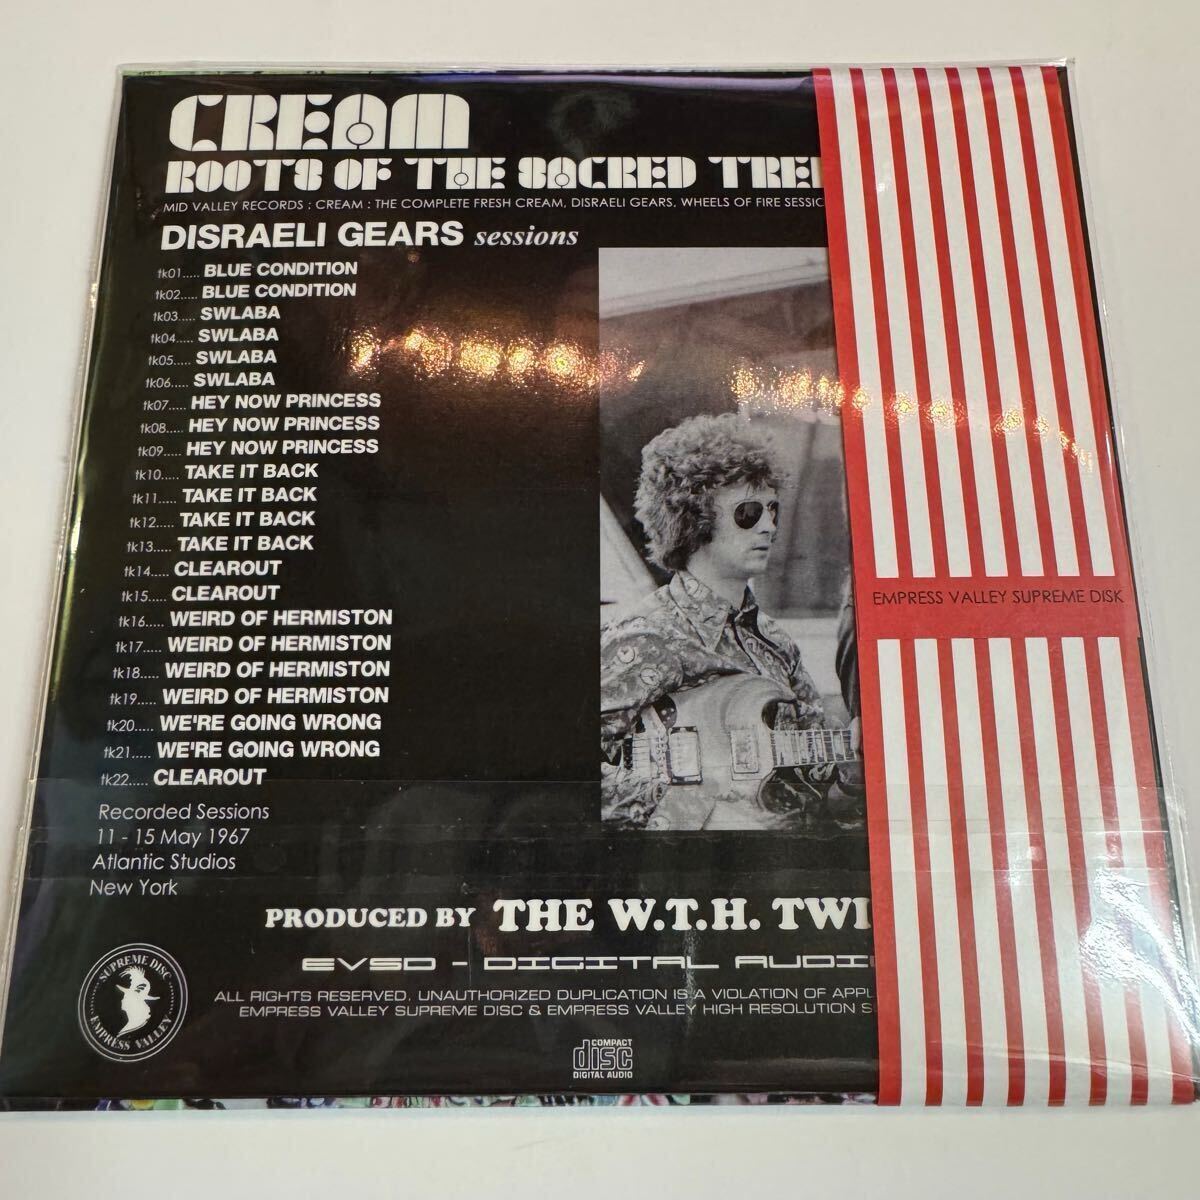 CREAM
ROOTS OF THE SACRED TREE
MID VALLEY RECORDS : CREAM : THE COMPLETE FRESH CREAM, DISRAELI GEARS, WHEELS OF FIRE SESSIO
DISRAELI GEARS sessions
tk01..... BLUE CONDITION
tk02..... BLUE CONDITION
tk03..... SWLABA
tk04..... SWLABA
tk05..... SWLABA
tk06..... SWLABA
tk07..... HEY NOW PRINCESS
tk08..... HEY NOW PRINCESS
tk09..... HEY NOW PRINCESS
tk10..... TAKE IT BACK
tk11..... TAKE IT BACK
tk12..... TAKE IT BACK
tk13..... TAKE IT BACK
tk14..... CLEAROUT
tk15..... CLEAROUT
tk16..... WEIRD OF HERMISTON
tk17..... WEIRD OF HERMISTON
tk18..... WEIRD OF HERMISTON
tk19..... WEIRD OF HERMISTON
tk20..... WE'RE GOING WRONG
tk21..... WE'RE GOING WRONG
tk22..... CLEAROUT
Recorded Sessions
11 - 15 May 1967
Atlantic Studios
New York
EMPRESS VALLEY SUPREME DISK
PRODUCED BY THE W.T.H. TWI
EVSD - DIGITAL AUDIO
ALL RIGHTS RESERVED. UNAUTHORIZED DUPLICATION IS A VIOLATION OF APPL
EMPRESS VALLEY SUPREME DISC & EMPRESS VALLEY HIGH RESOLUTION S
SUPREME DISC
EMPRESS VALLEY
COMPACT
disc
DIGITAL AUDIO